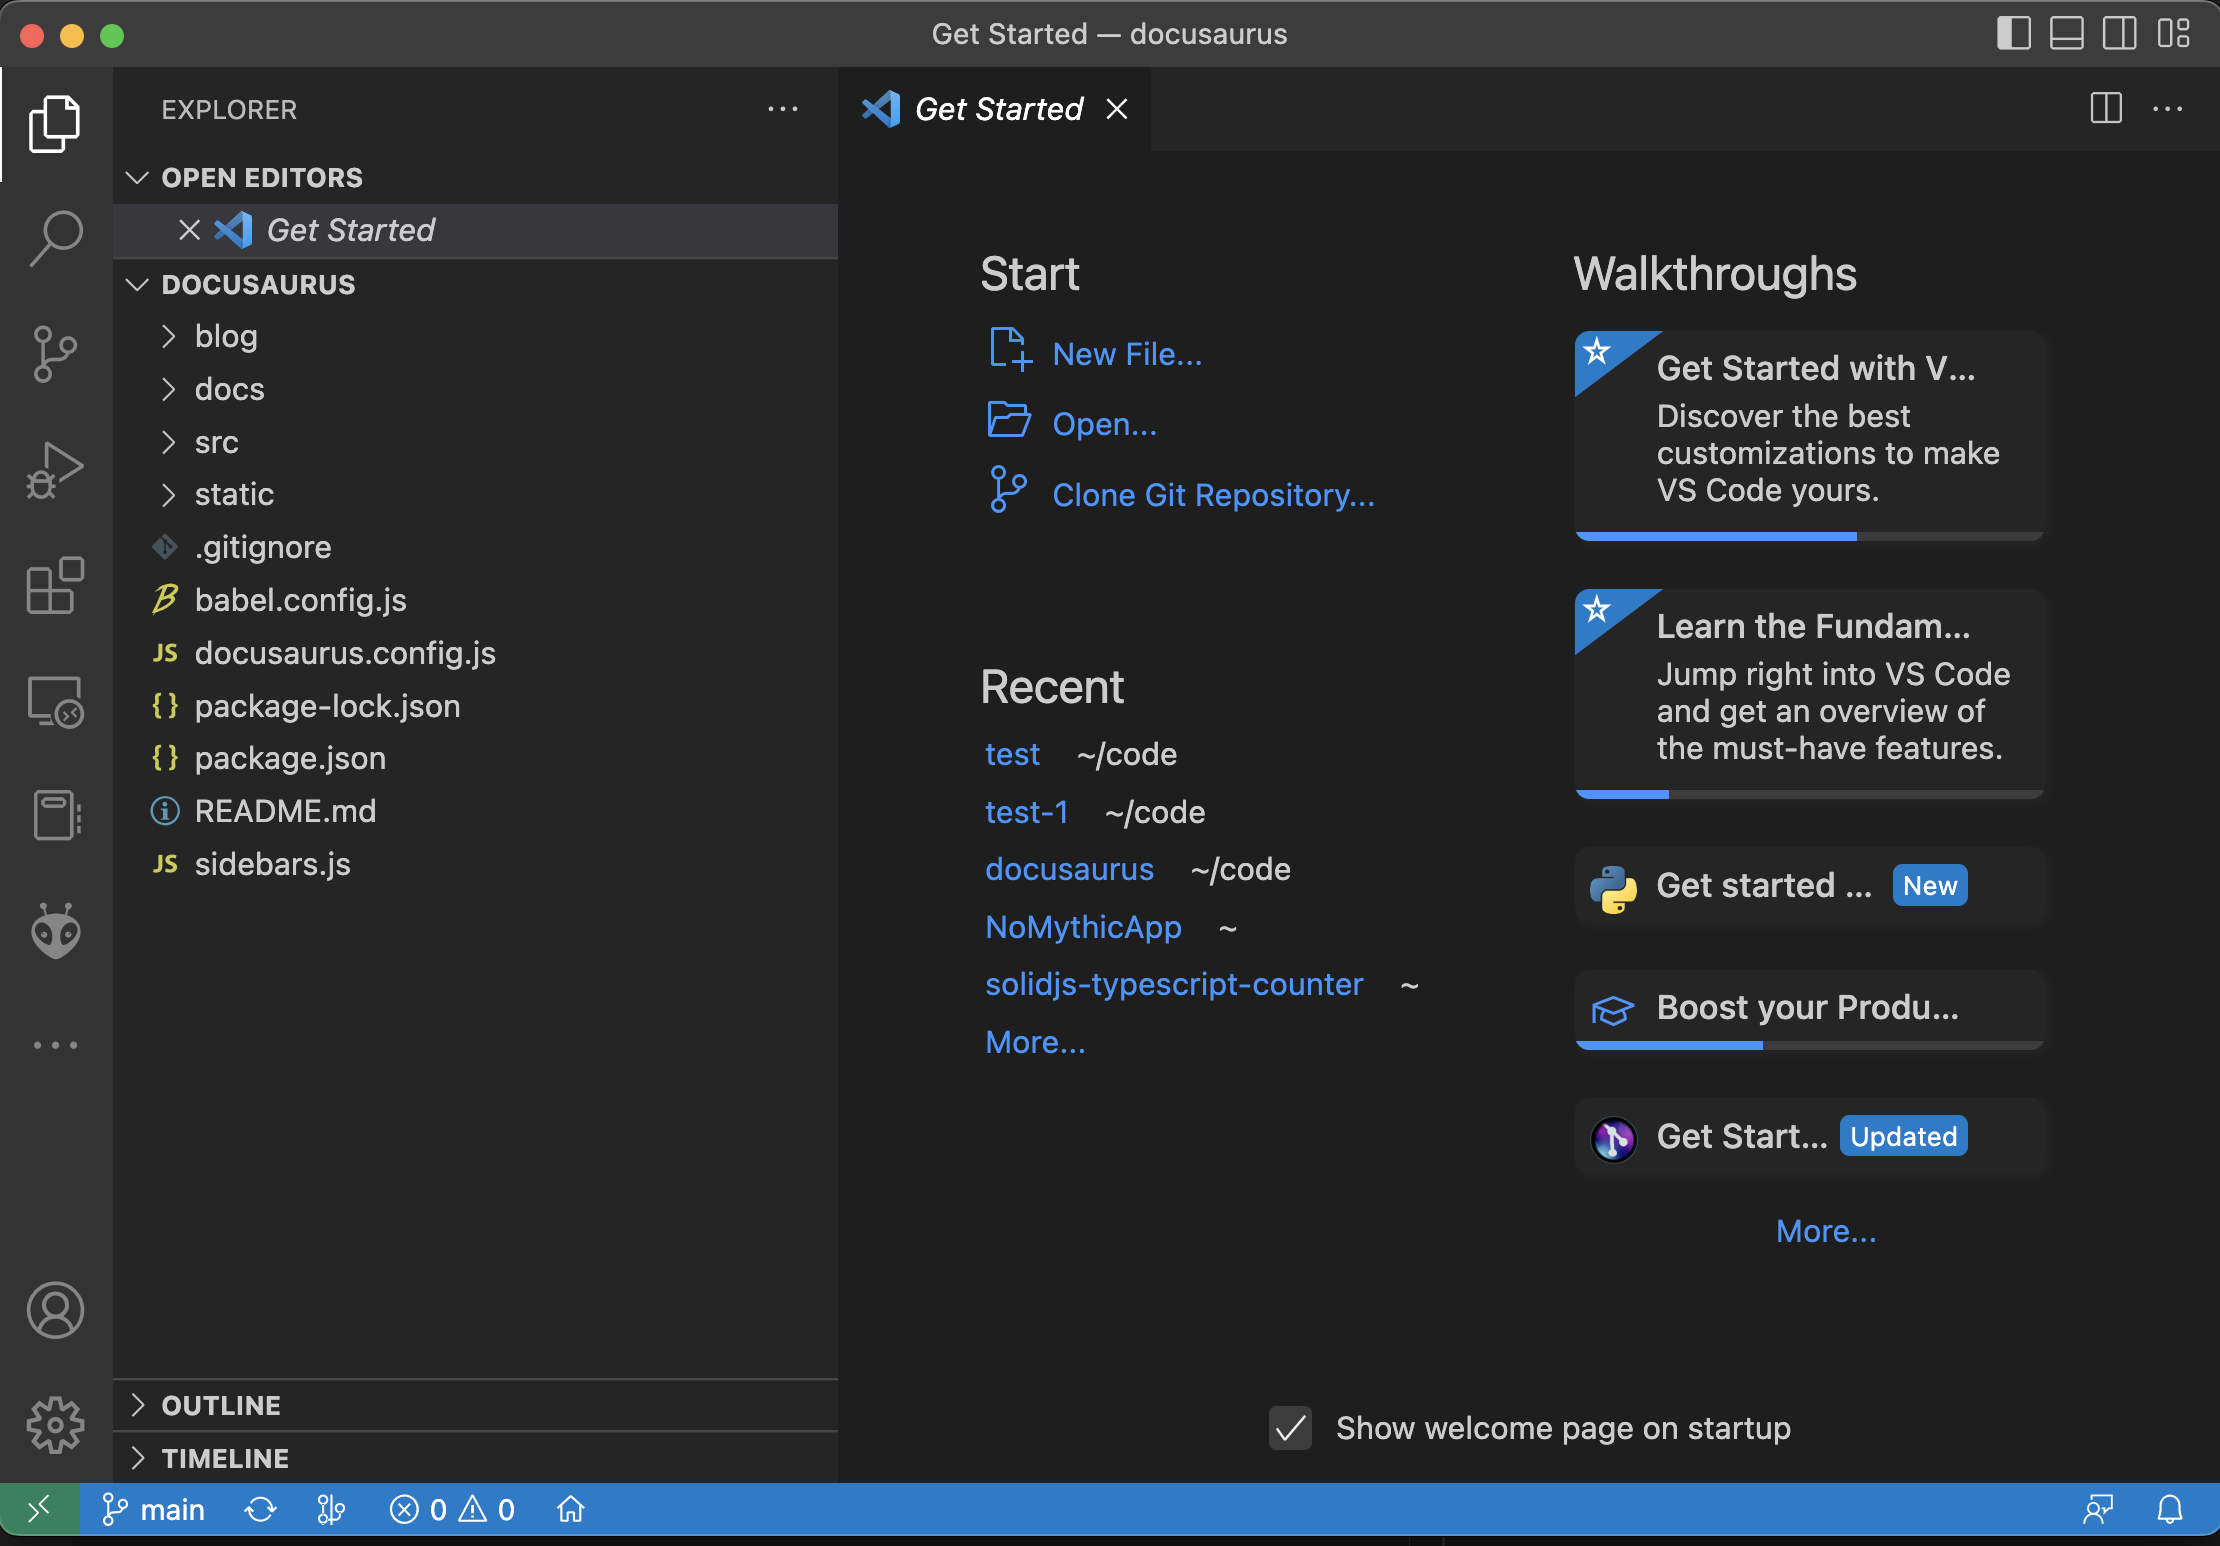 Get Started — docusaurus
EXPLORER
OPEN EDITORS
Get Started
DOCUSAURUS
blog
docs
src
static
.gitignore
babel.config.js
JS docusaurus.config.js
{} package-lock.json
{} package.json
README.md
JS sidebars.js
OUTLINE
TIMELINE
Get Started
Start
New File...
Open...
Clone Git Repository...
Recent
test ~/code
test-1 ~/code
docusaurus ~/code
NoMythicApp ~
solidjs-typescript-counter ~
More...
Walkthroughs
Get Started with V...
Discover the best
customizations to make
VS Code yours.
Learn the Fundam...
Jump right into VS Code
and get an overview of
the must-have features.
Get started ... New
Boost your Produ...
Get Start... Updated
More...
Show welcome page on startup
main 0 0